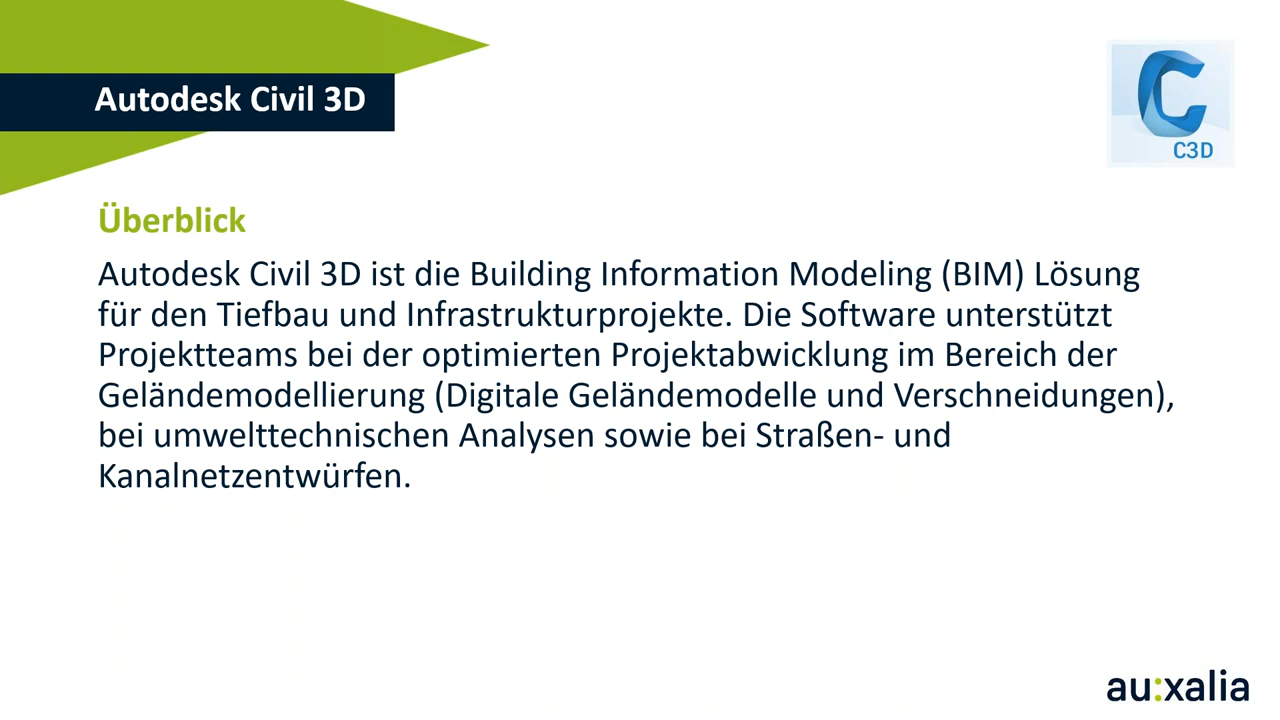 Autodesk Civil 3D
C3D
Überblick
Autodesk Civil 3D ist die Building Information Modeling (BIM) Lösung
für den Tiefbau und Infrastrukturprojekte. Die Software unterstützt
Projektteams bei der optimierten Projektabwicklung im Bereich der
Geländemodellierung (Digitale Geländemodelle und Verschneidungen),
bei umwelttechnischen Analysen sowie bei Straßen- und
Kanalnetzentwürfen.
au:xalia